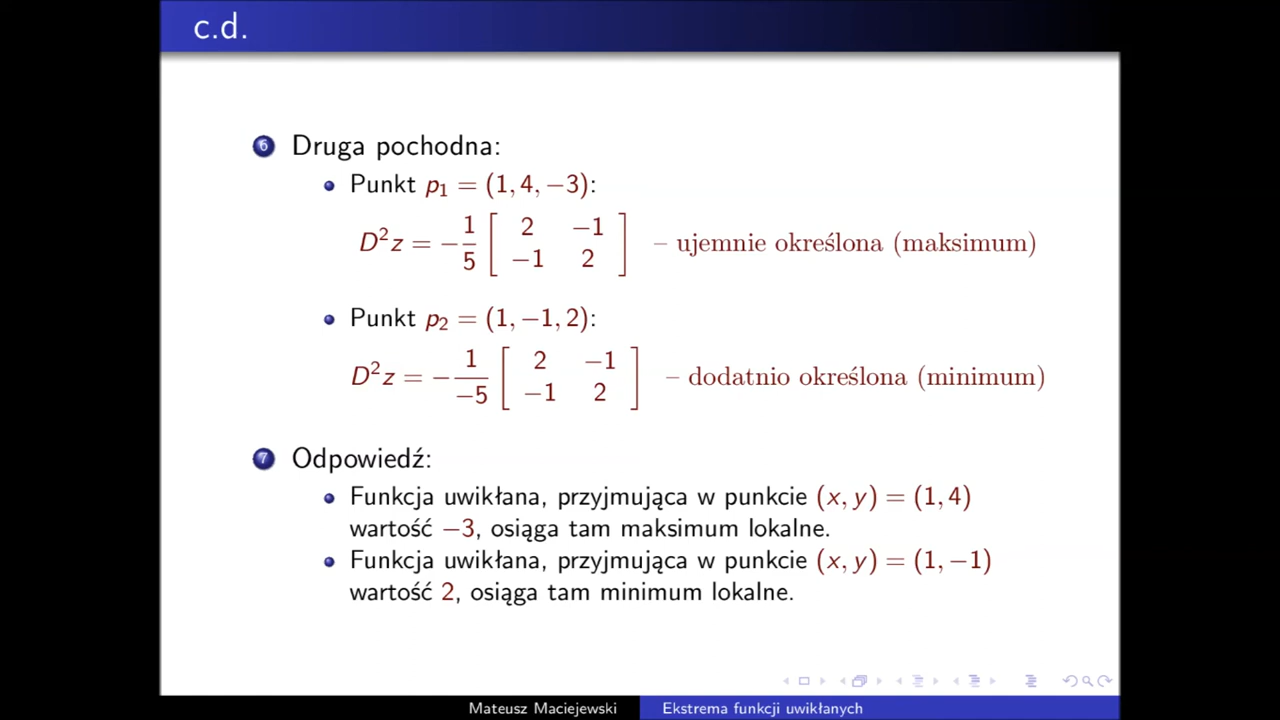 c.d.
6 Druga pochodna:
Punkt p₁ = (1, 4, −3):
D²z = −1/5 [ 2 −1 ; −1 2 ] – ujemnie określona (maksimum)
Punkt p₂ = (1, −1, 2):
D²z = −1/−5 [ 2 −1 ; −1 2 ] – dodatnio określona (minimum)
7 Odpowiedź:
Funkcja uwikłana, przyjmująca w punkcie (x, y) = (1, 4)
wartość −3, osiąga tam maksimum lokalne.
Funkcja uwikłana, przyjmująca w punkcie (x, y) = (1, −1)
wartość 2, osiąga tam minimum lokalne.
Mateusz Maciejewski Ekstrema funkcji uwikłanych